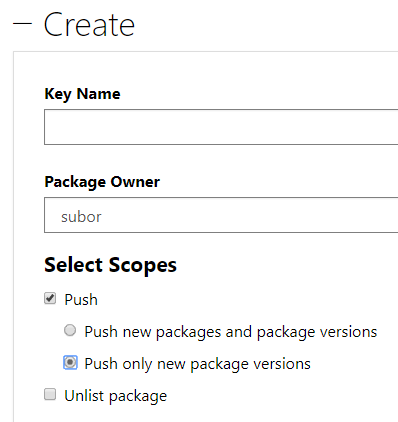 Create
Key Name
Package Owner
subor
Select Scopes
Push
Push new packages and package versions
Push only new package versions
Unlist package